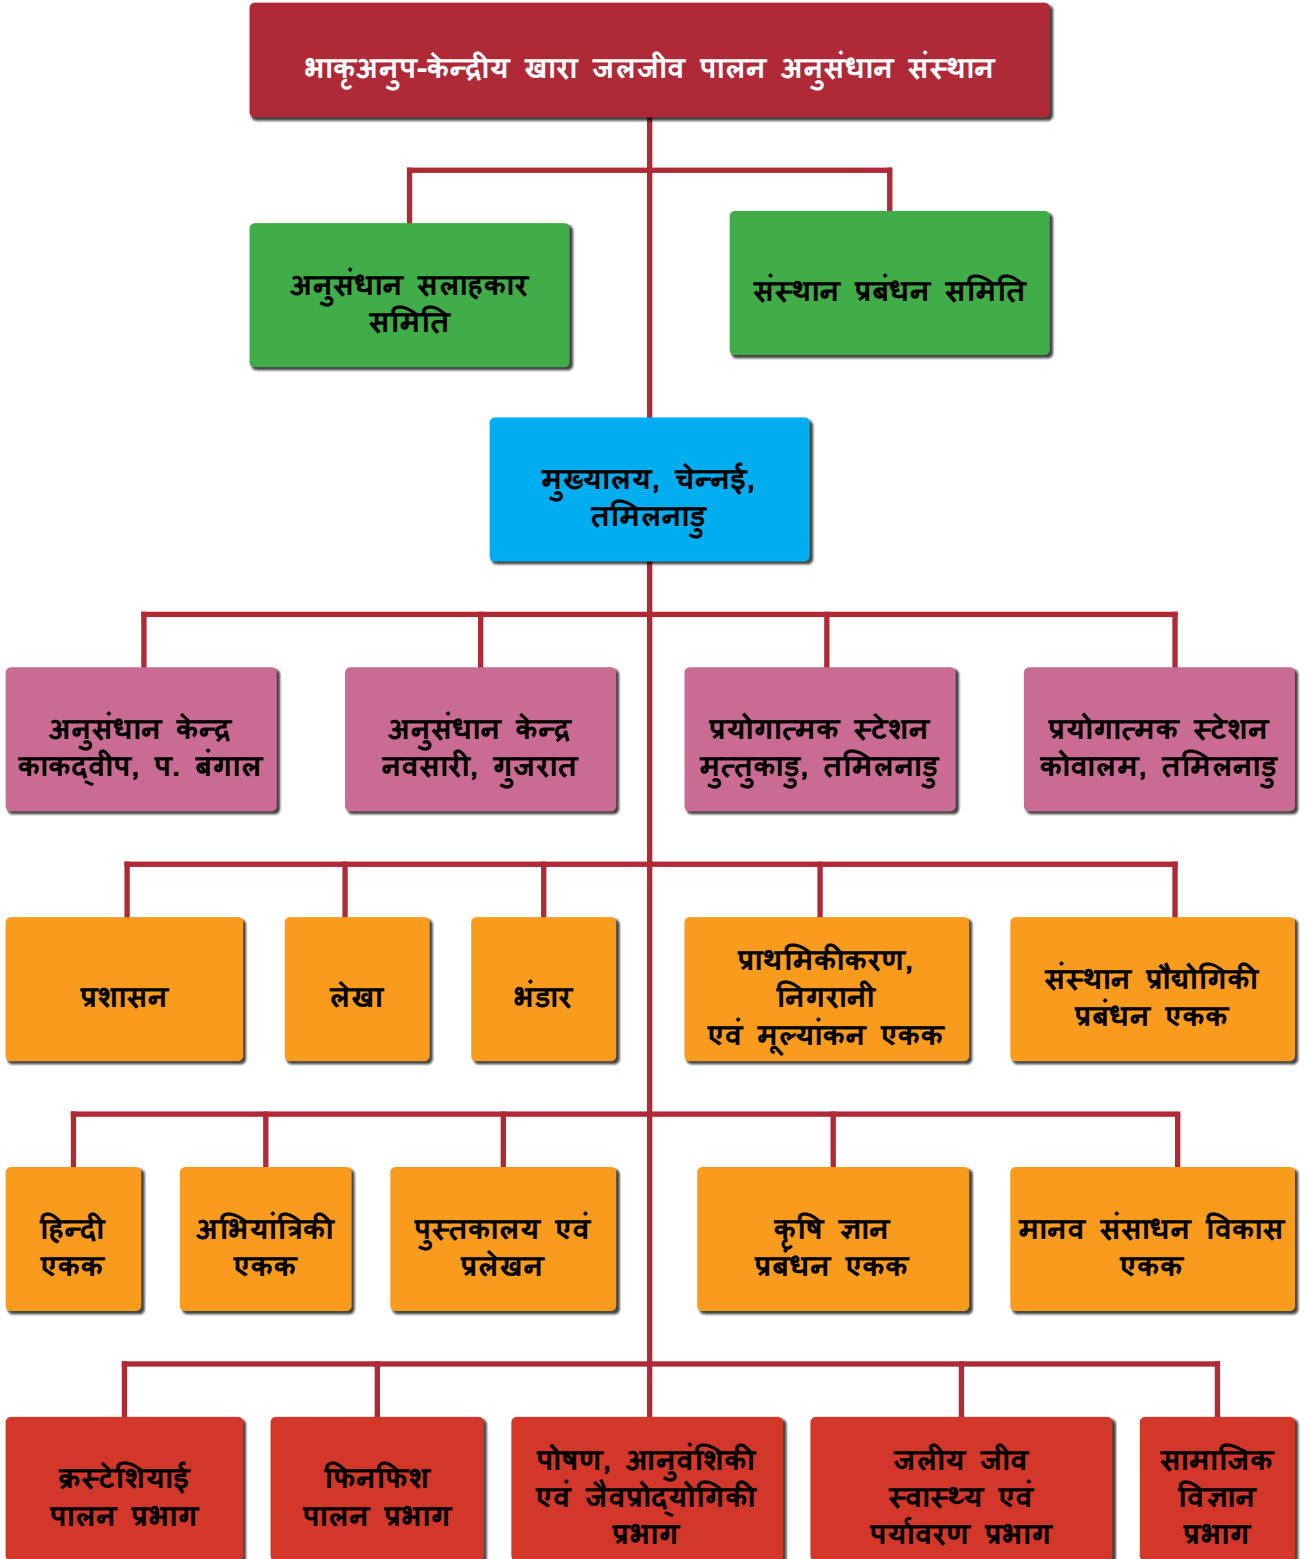 भाकृअनुप-केन्द्रीय खारा जलजीव पालन अनुसंधान संस्थान
अनुसंधान सलाहकार
समिति
संस्थान प्रबंधन समिति
मुख्यालय, चेन्नई,
तमिलनाडु
अनुसंधान केन्द्र
काकद्वीप, प. बंगाल
अनुसंधान केन्द्र
नवसारी, गुजरात
प्रयोगात्मक स्टेशन
मुत्तुकाडु, तमिलनाडु
प्रयोगात्मक स्टेशन
कोवालम, तमिलनाडु
प्रशासन
लेखा
भंडार
प्राथमिकीकरण,
निगरानी
एवं मूल्यांकन एकक
संस्थान प्रौद्योगिकी
प्रबंधन एकक
हिन्दी
एकक
अभियांत्रिकी
एकक
पुस्तकालय एवं
प्रलेखन
कृषि ज्ञान
प्रबंधन एकक
मानव संसाधन विकास
एकक
क्रस्टेशियाई
पालन प्रभाग
फिनफिश
पालन प्रभाग
पोषण, आनुवंशिकी
एवं जैवप्रोद्योगिकी
प्रभाग
जलीय जीव
स्वास्थ्य एवं
पर्यावरण प्रभाग
सामाजिक
विज्ञान
प्रभाग